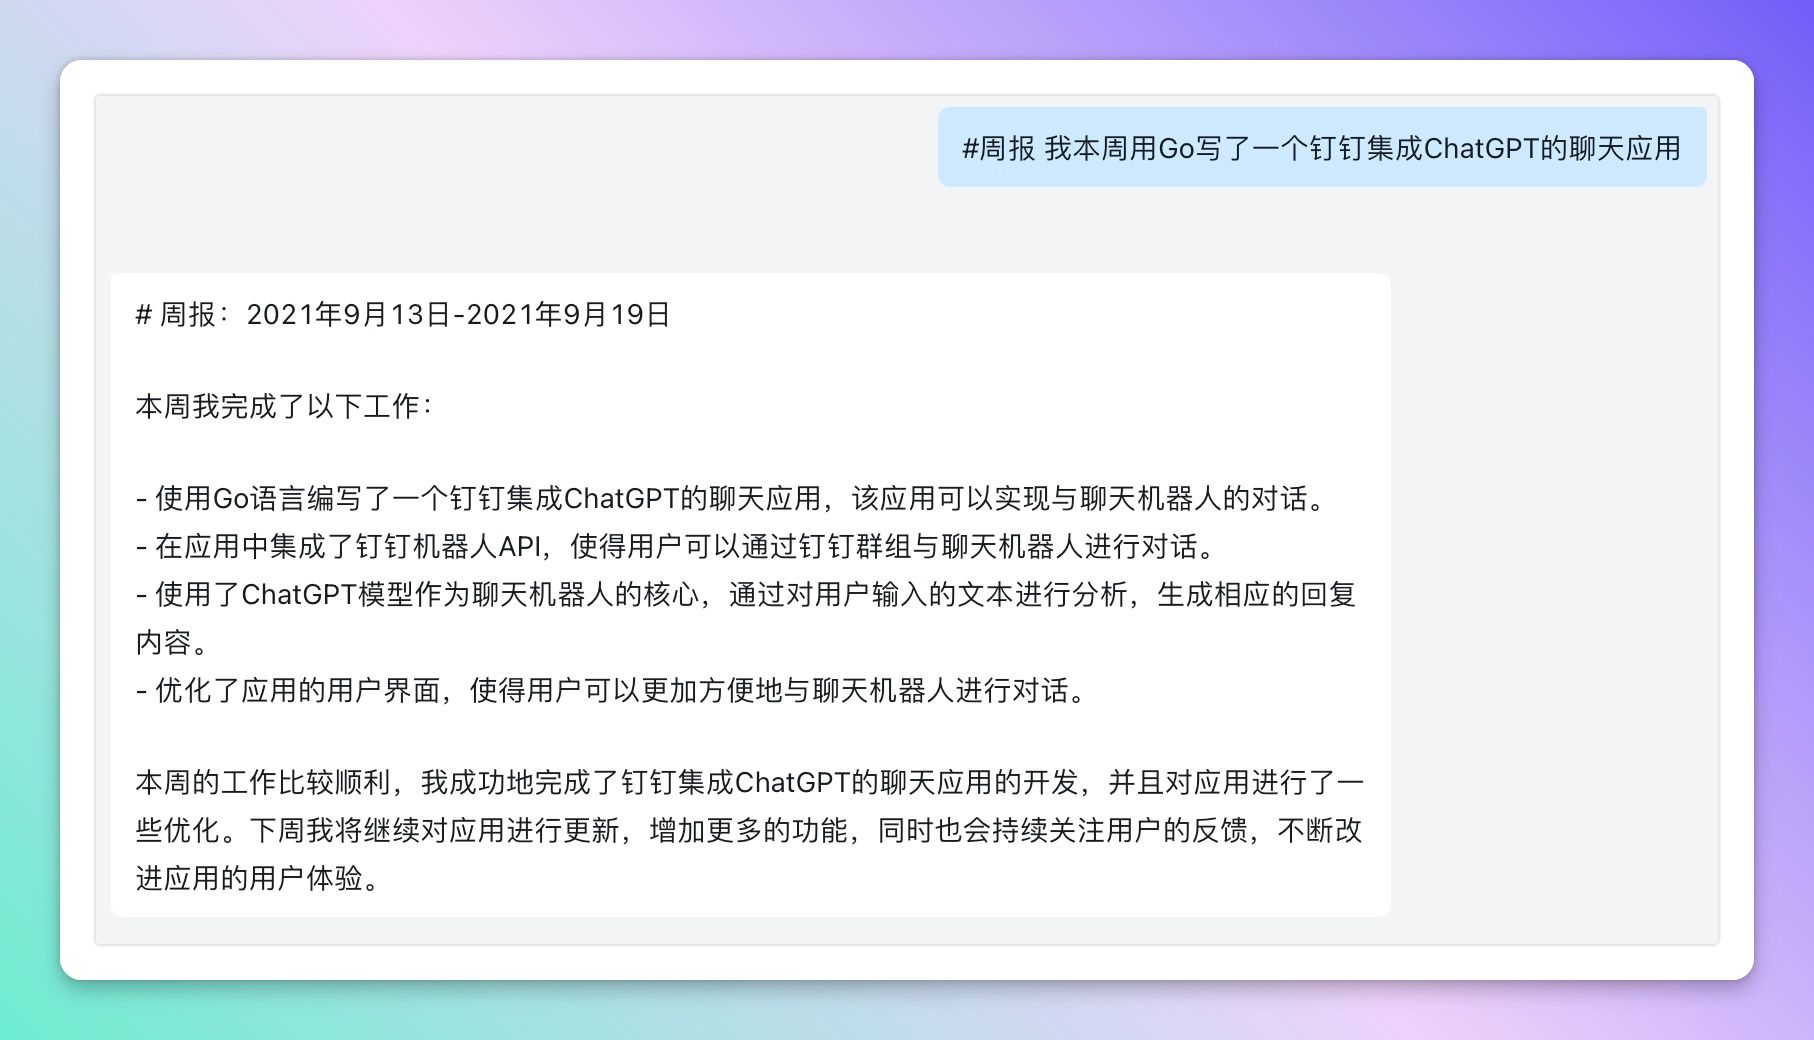 #周报 我本周用Go写了一个钉钉集成ChatGPT的聊天应用
# 周报：2021年9月13日-2021年9月19日
本周我完成了以下工作：
- 使用Go语言编写了一个钉钉集成ChatGPT的聊天应用，该应用可以实现与聊天机器人的对话。
- 在应用中集成了钉钉机器人API，使得用户可以通过钉钉群组与聊天机器人进行对话。
- 使用了ChatGPT模型作为聊天机器人的核心，通过对用户输入的文本进行分析，生成相应的回复
内容。
- 优化了应用的用户界面，使得用户可以更加方便地与聊天机器人进行对话。
本周的工作比较顺利，我成功地完成了钉钉集成ChatGPT的聊天应用的开发，并且对应用进行了一
些优化。下周我将继续对应用进行更新，增加更多的功能，同时也会持续关注用户的反馈，不断改
进应用的用户体验。